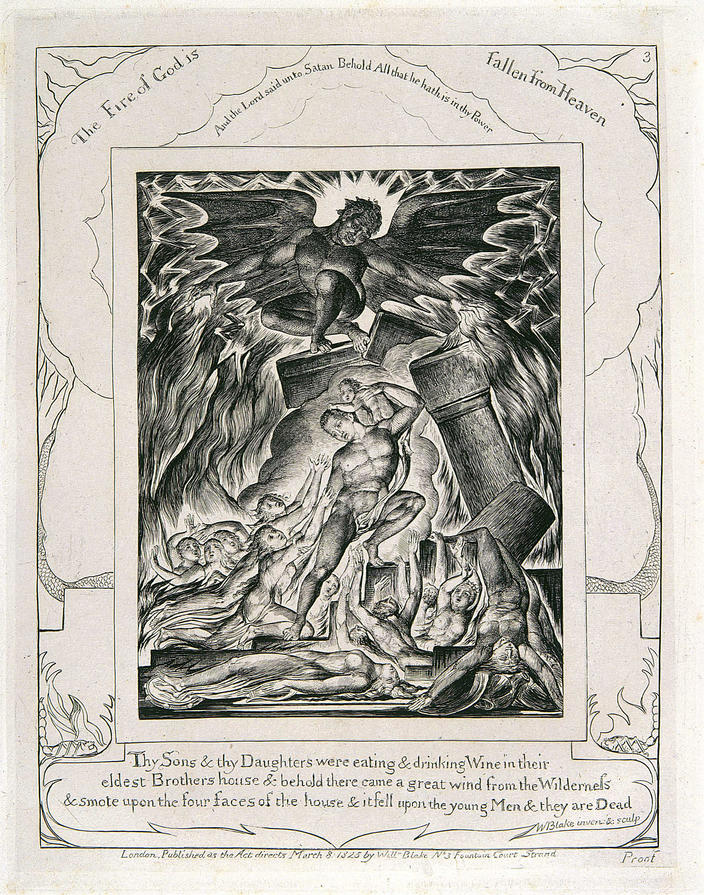 3
The Fire of God is
fallen from Heaven
And the Lord said unto Satan Behold All that he hath is in thy Power
Thy Sons & thy Daughters were eating & drinking Wine in their
eldest Brothers house & behold there came a great wind from the Wilderness
& smote upon the four faces of the house & it fell upon the young Men & they are Dead
WBlake inven: & sculp
London, Published as the Act directs March 8: 1825 by Willm Blake No 3 Fountain Court Strand
Proof